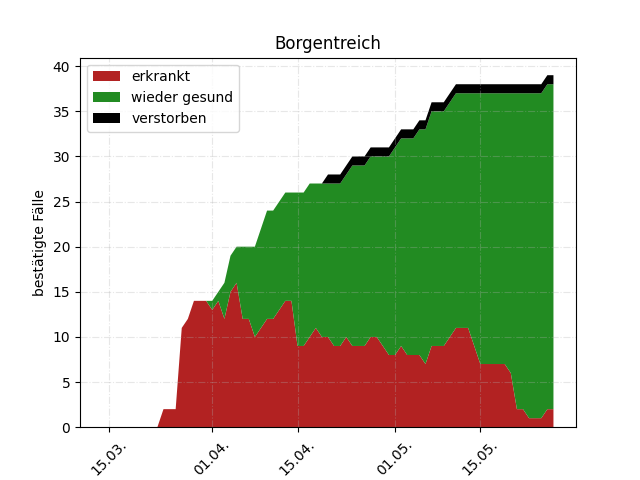 Borgentreich
40
35
30
25
20
15
10
5
0
bestätigte Fälle
erkrankt
wieder gesund
verstorben
15.03.
01.04.
15.04.
01.05.
15.05.